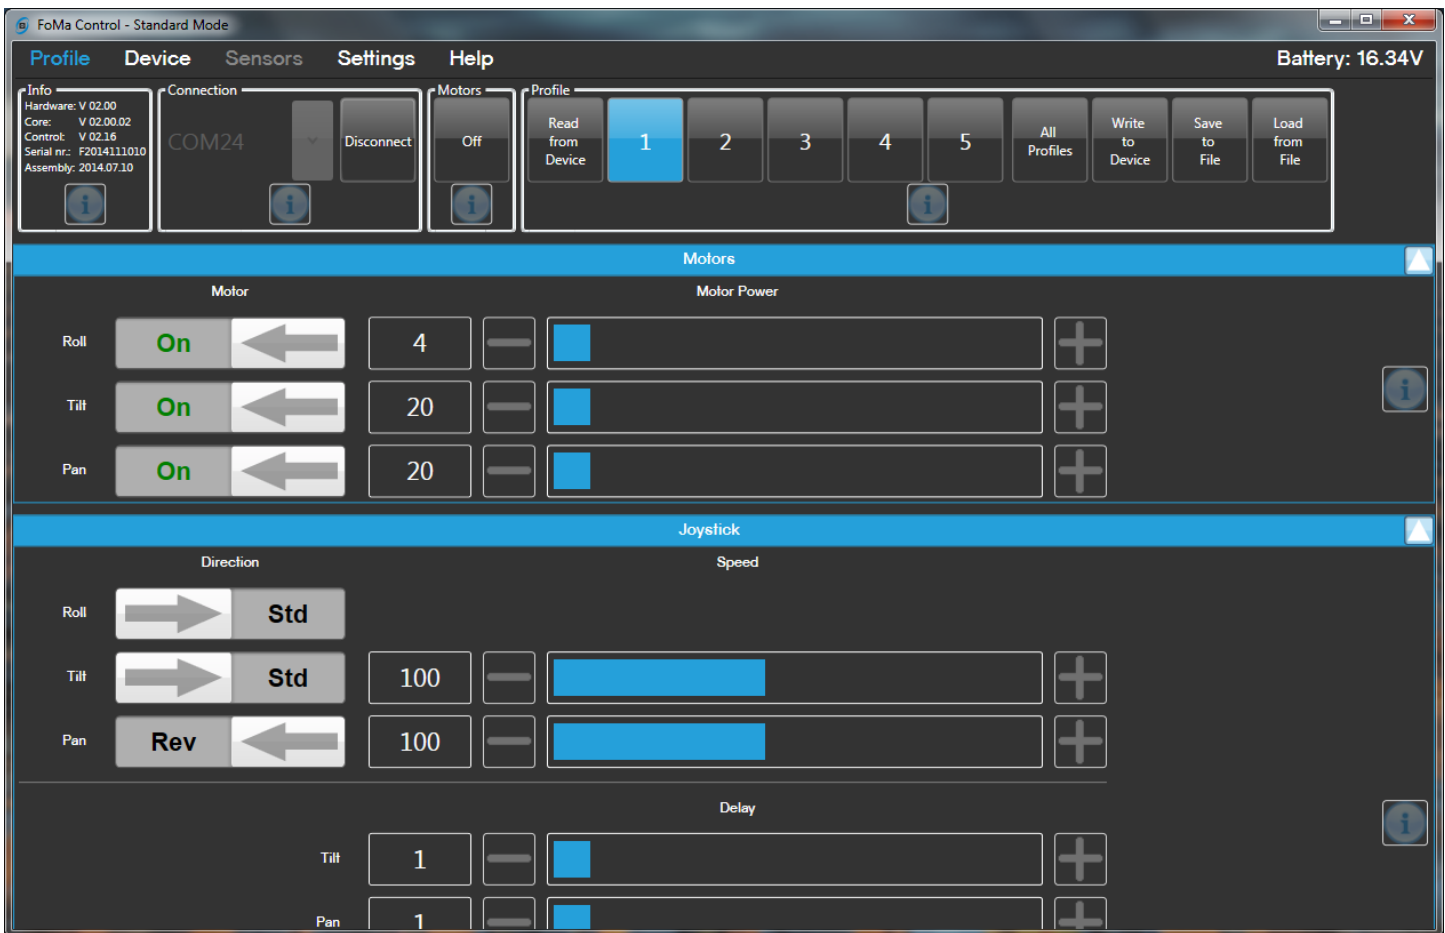 FoMa Control - Standard Mode
Profile Device Sensors Settings Help Battery: 16.34V
Info
Hardware: V 02.00
Core: V 02.00.02
Control: V 02.16
Serial nr.: F2014111010
Assembly: 2014.07.10
Connection
COM24
Disconnect
Motors
Off
Profile
Read
from
Device
1
2
3
4
5
All
Profiles
Write
to
Device
Save
to
File
Load
from
File
Motors
Motor Motor Power
Roll On 4
Tilt On 20
Pan On 20
Joystick
Direction Speed
Roll Std
Tilt Std 100
Pan Rev 100
Delay
Tilt 1
Pan 1